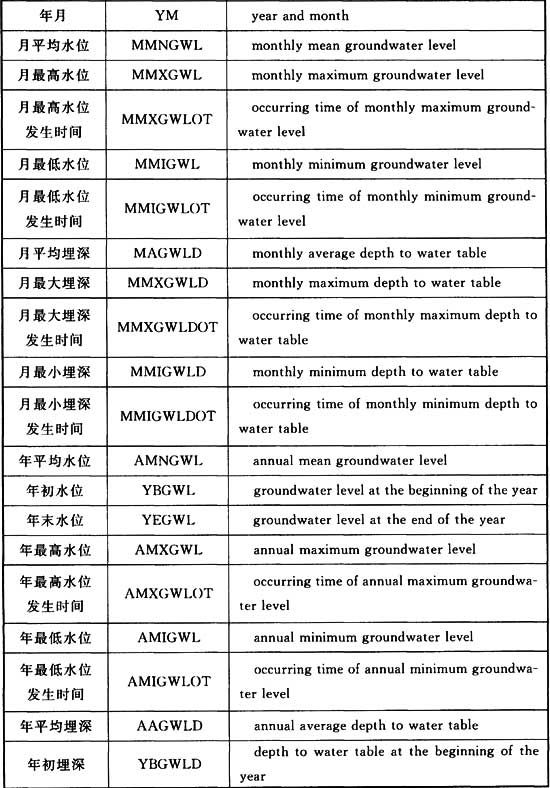 年月 YM year and month
月平均水位 MMNGWL monthly mean groundwater level
月最高水位 MMXGWL monthly maximum groundwater level
月最高水位
发生时间
MMXGWLOT
occurring time of monthly maximum ground-
water level
月最低水位 MMIGWL monthly minimum groundwater level
月最低水位
发生时间
MMIGWLOT
occurring time of monthly minimum ground-
water level
月平均埋深 MAGWLD monthly average depth to water table
月最大埋深 MMXGWLD monthly maximum depth to water table
月最大埋深
发生时间
MMXGWLDOT
occurring time of monthly maximum depth to
water table
月最小埋深 MMIGWLD monthly minimum depth to water table
月最小埋深
发生时间
MMIGWLDOT
occurring time of monthly minimum depth to
water table
年平均水位 AMNGWL annual mean groundwater level
年初水位 YBGWL groundwater level at the beginning of the year
年末水位 YEGWL groundwater level at the end of the year
年最高水位 AMXGWL annual maximum groundwater level
年最高水位
发生时间
AMXGWLOT
occurring time of annual maximum groundwa-
ter level
年最低水位 AMIGWL annual minimum groundwater level
年最低水位
发生时间
AMIGWLOT
occurring time of annual minimum groundwa-
ter level
年平均埋深 AAGWLD annual average depth to water table
年初埋深 YBGWLD
depth to water table at the beginning of the
year